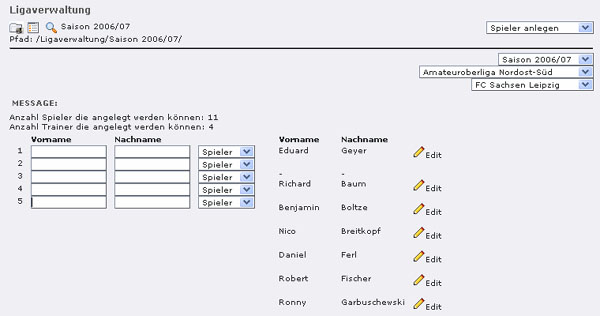 Ligaverwaltung
Saison 2006/07
Spieler anlegen
Pfad: /Ligaverwaltung/Saison 2006/07/
Saison 2006/07
Amateuroberliga Nordost-Süd
FC Sachsen Leipzig
MESSAGE:
Anzahl Spieler die angelegt werden können: 11
Anzahl Trainer die angelegt werden können: 4
Vorname Nachname
1 Spieler
2 Spieler
3 Spieler
4 Spieler
5 Spieler
Vorname Nachname
Eduard Geyer Edit
- -
Richard Baum Edit
Benjamin Boltze Edit
Nico Breitkopf Edit
Daniel Ferl Edit
Robert Fischer Edit
Ronny Garbuschewski Edit